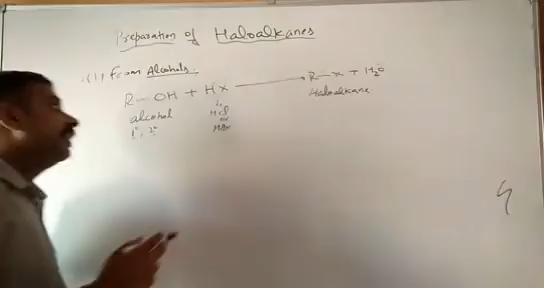 Preparation of Haloalkanes
(1) From Alcohols.
R—OH + HX ⟶ R—X + H₂O
alcohol Haloalkane
1°, 2° HCl
or
HBr